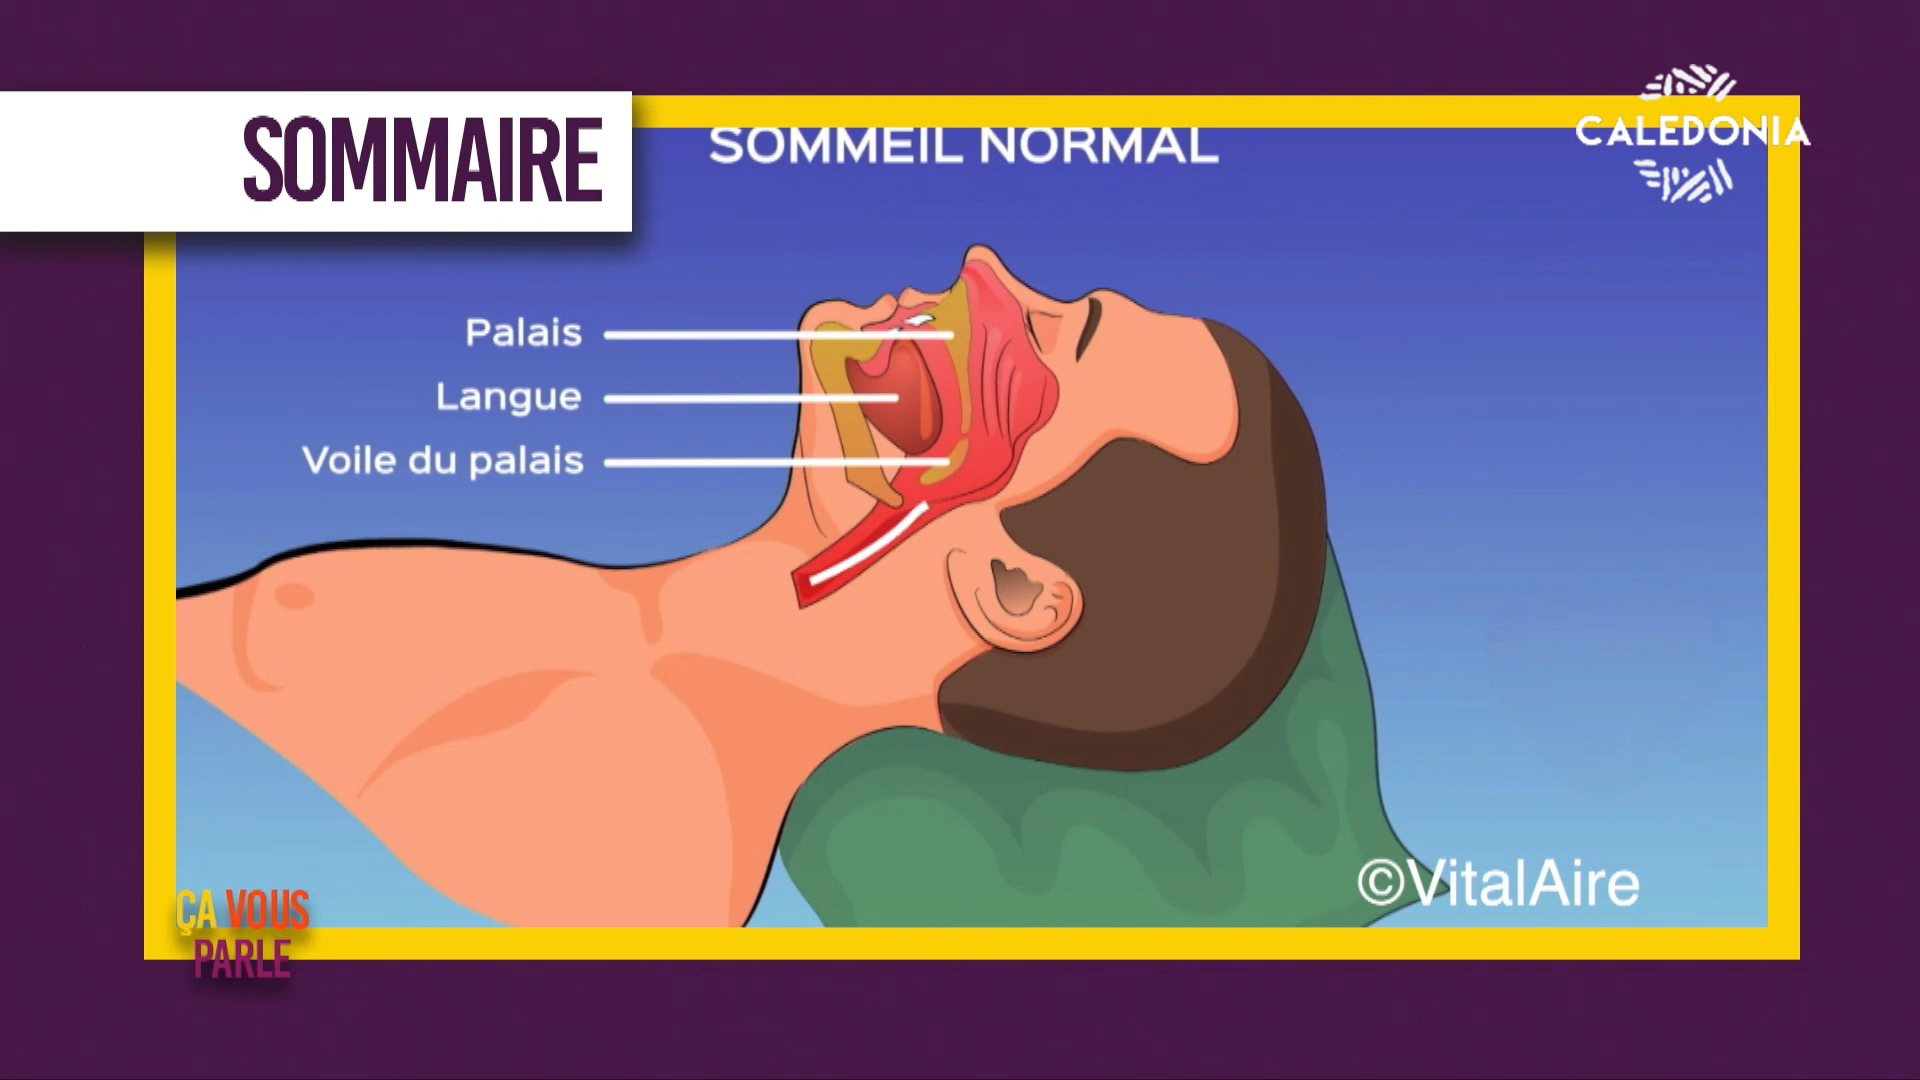 SOMMAIRE
SOMMEIL NORMAL
CALEDONIA
Palais
Langue
Voile du palais
©VitalAire
ÇA VOUS
PARLE